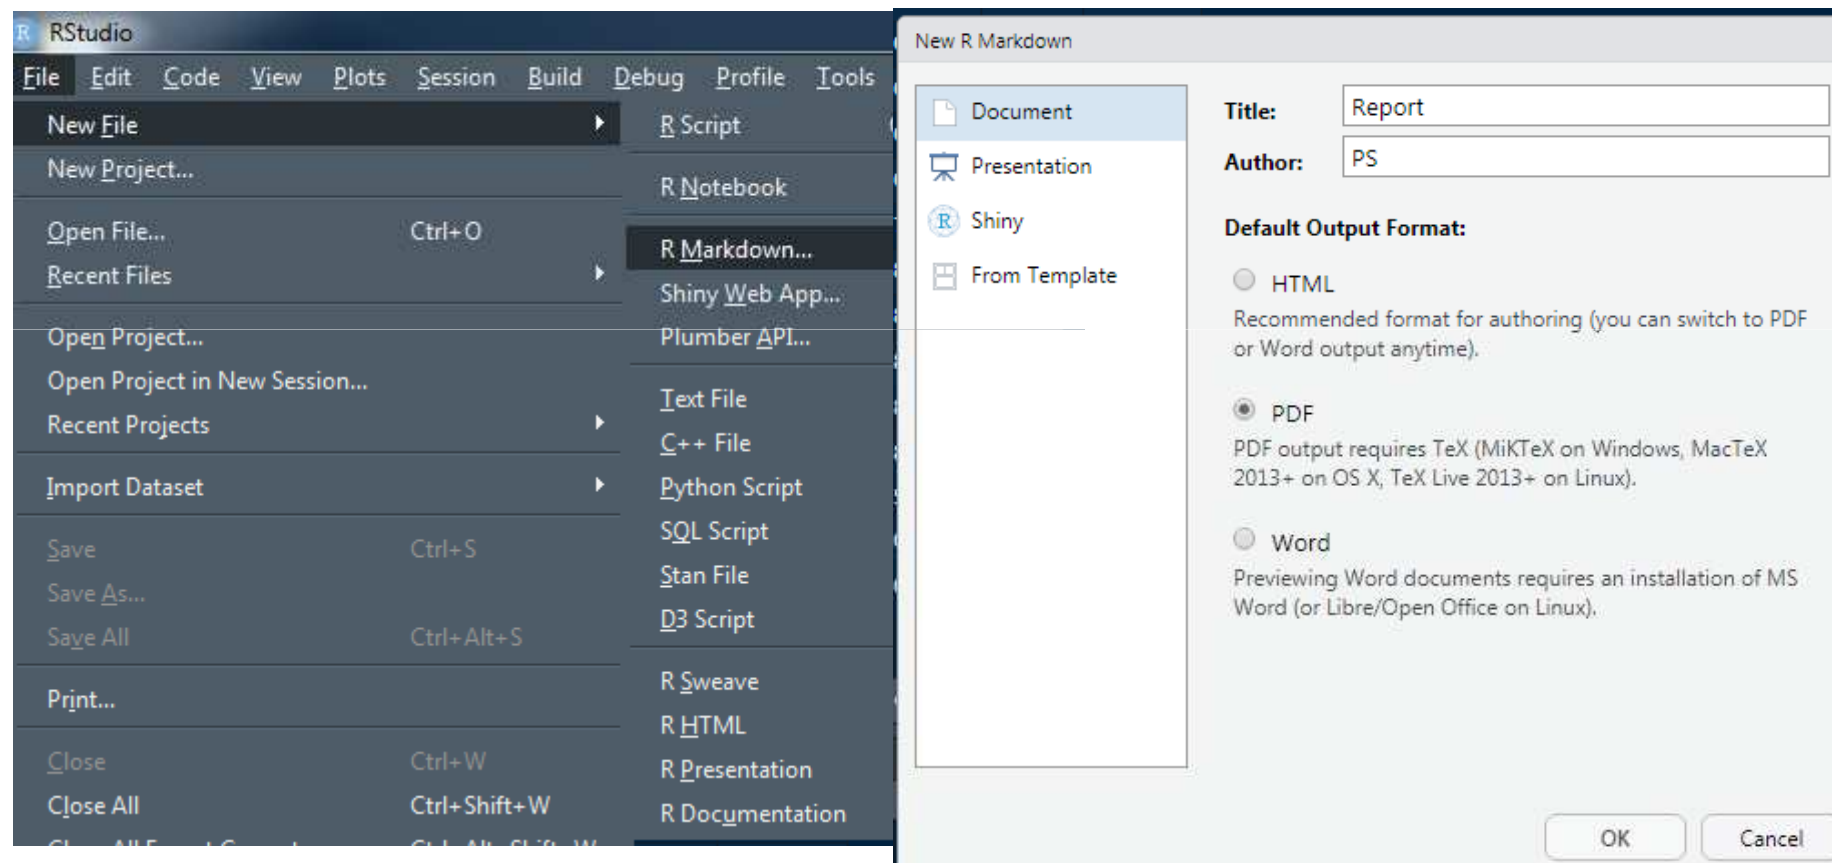 RStudio
File Edit Code View Plots Session Build Debug Profile Tools
New File
New Project...
Open File... Ctrl+O
Recent Files
Open Project...
Open Project in New Session...
Recent Projects
Import Dataset
Save Ctrl+S
Save As...
Save All Ctrl+Alt+S
Print...
Close Ctrl+W
Close All Ctrl+Shift+W
R Script
R Notebook
R Markdown...
Shiny Web App...
Plumber API...
Text File
C++ File
Python Script
SQL Script
Stan File
D3 Script
R Sweave
R HTML
R Presentation
R Documentation
New R Markdown
Document
Presentation
Shiny
From Template
Title: Report
Author: PS
Default Output Format:
HTML
Recommended format for authoring (you can switch to PDF
or Word output anytime).
PDF
PDF output requires TeX (MiKTeX on Windows, MacTeX
2013+ on OS X, TeX Live 2013+ on Linux).
Word
Previewing Word documents requires an installation of MS
Word (or Libre/Open Office on Linux).
OK Cancel